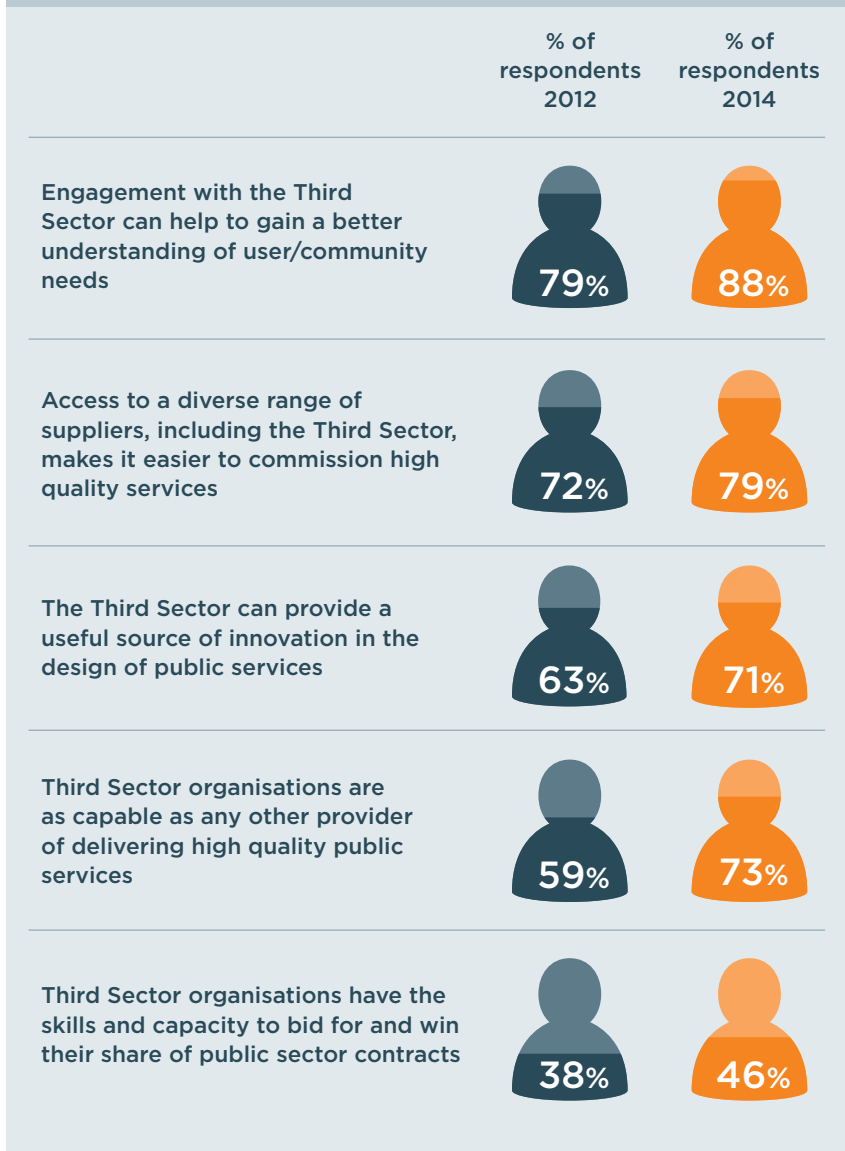 % of
respondents
2012
% of
respondents
2014
Engagement with the Third
Sector can help to gain a better
understanding of user/community
needs
79%
88%
Access to a diverse range of
suppliers, including the Third Sector,
makes it easier to commission high
quality services
72%
79%
The Third Sector can provide a
useful source of innovation in the
design of public services
63%
71%
Third Sector organisations are
as capable as any other provider
of delivering high quality public
services
59%
73%
Third Sector organisations have the
skills and capacity to bid for and win
their share of public sector contracts
38%
46%